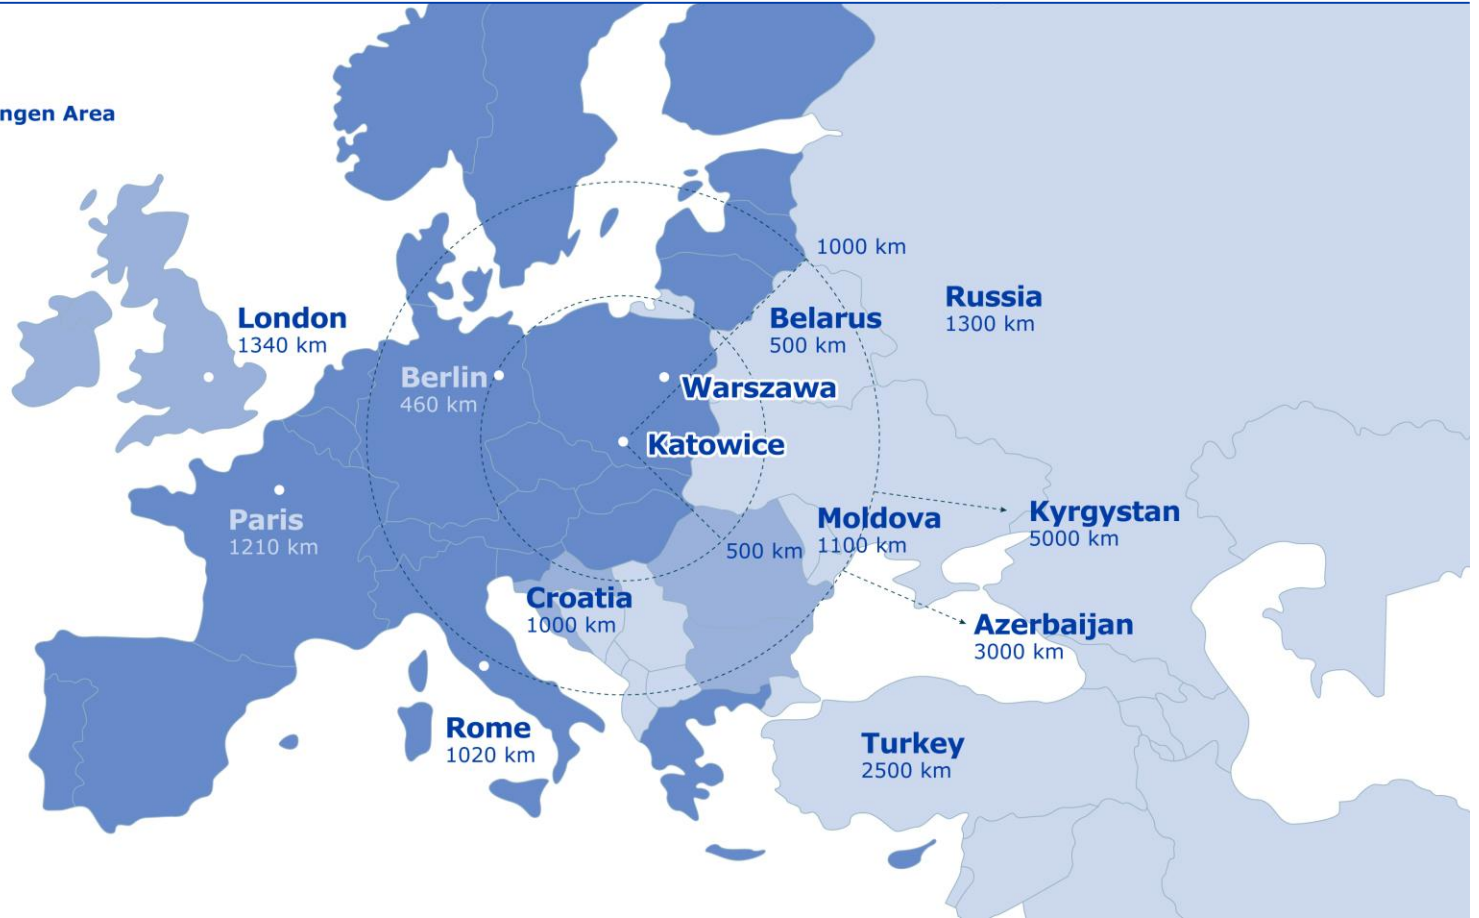 ngen Area
1000 km
Russia
1300 km
London
1340 km
Belarus
500 km
Berlin
460 km
Warszawa
Katowice
Paris
1210 km
Moldova
1100 km
Kyrgystan
5000 km
500 km
Croatia
1000 km
Azerbaijan
3000 km
Rome
1020 km
Turkey
2500 km